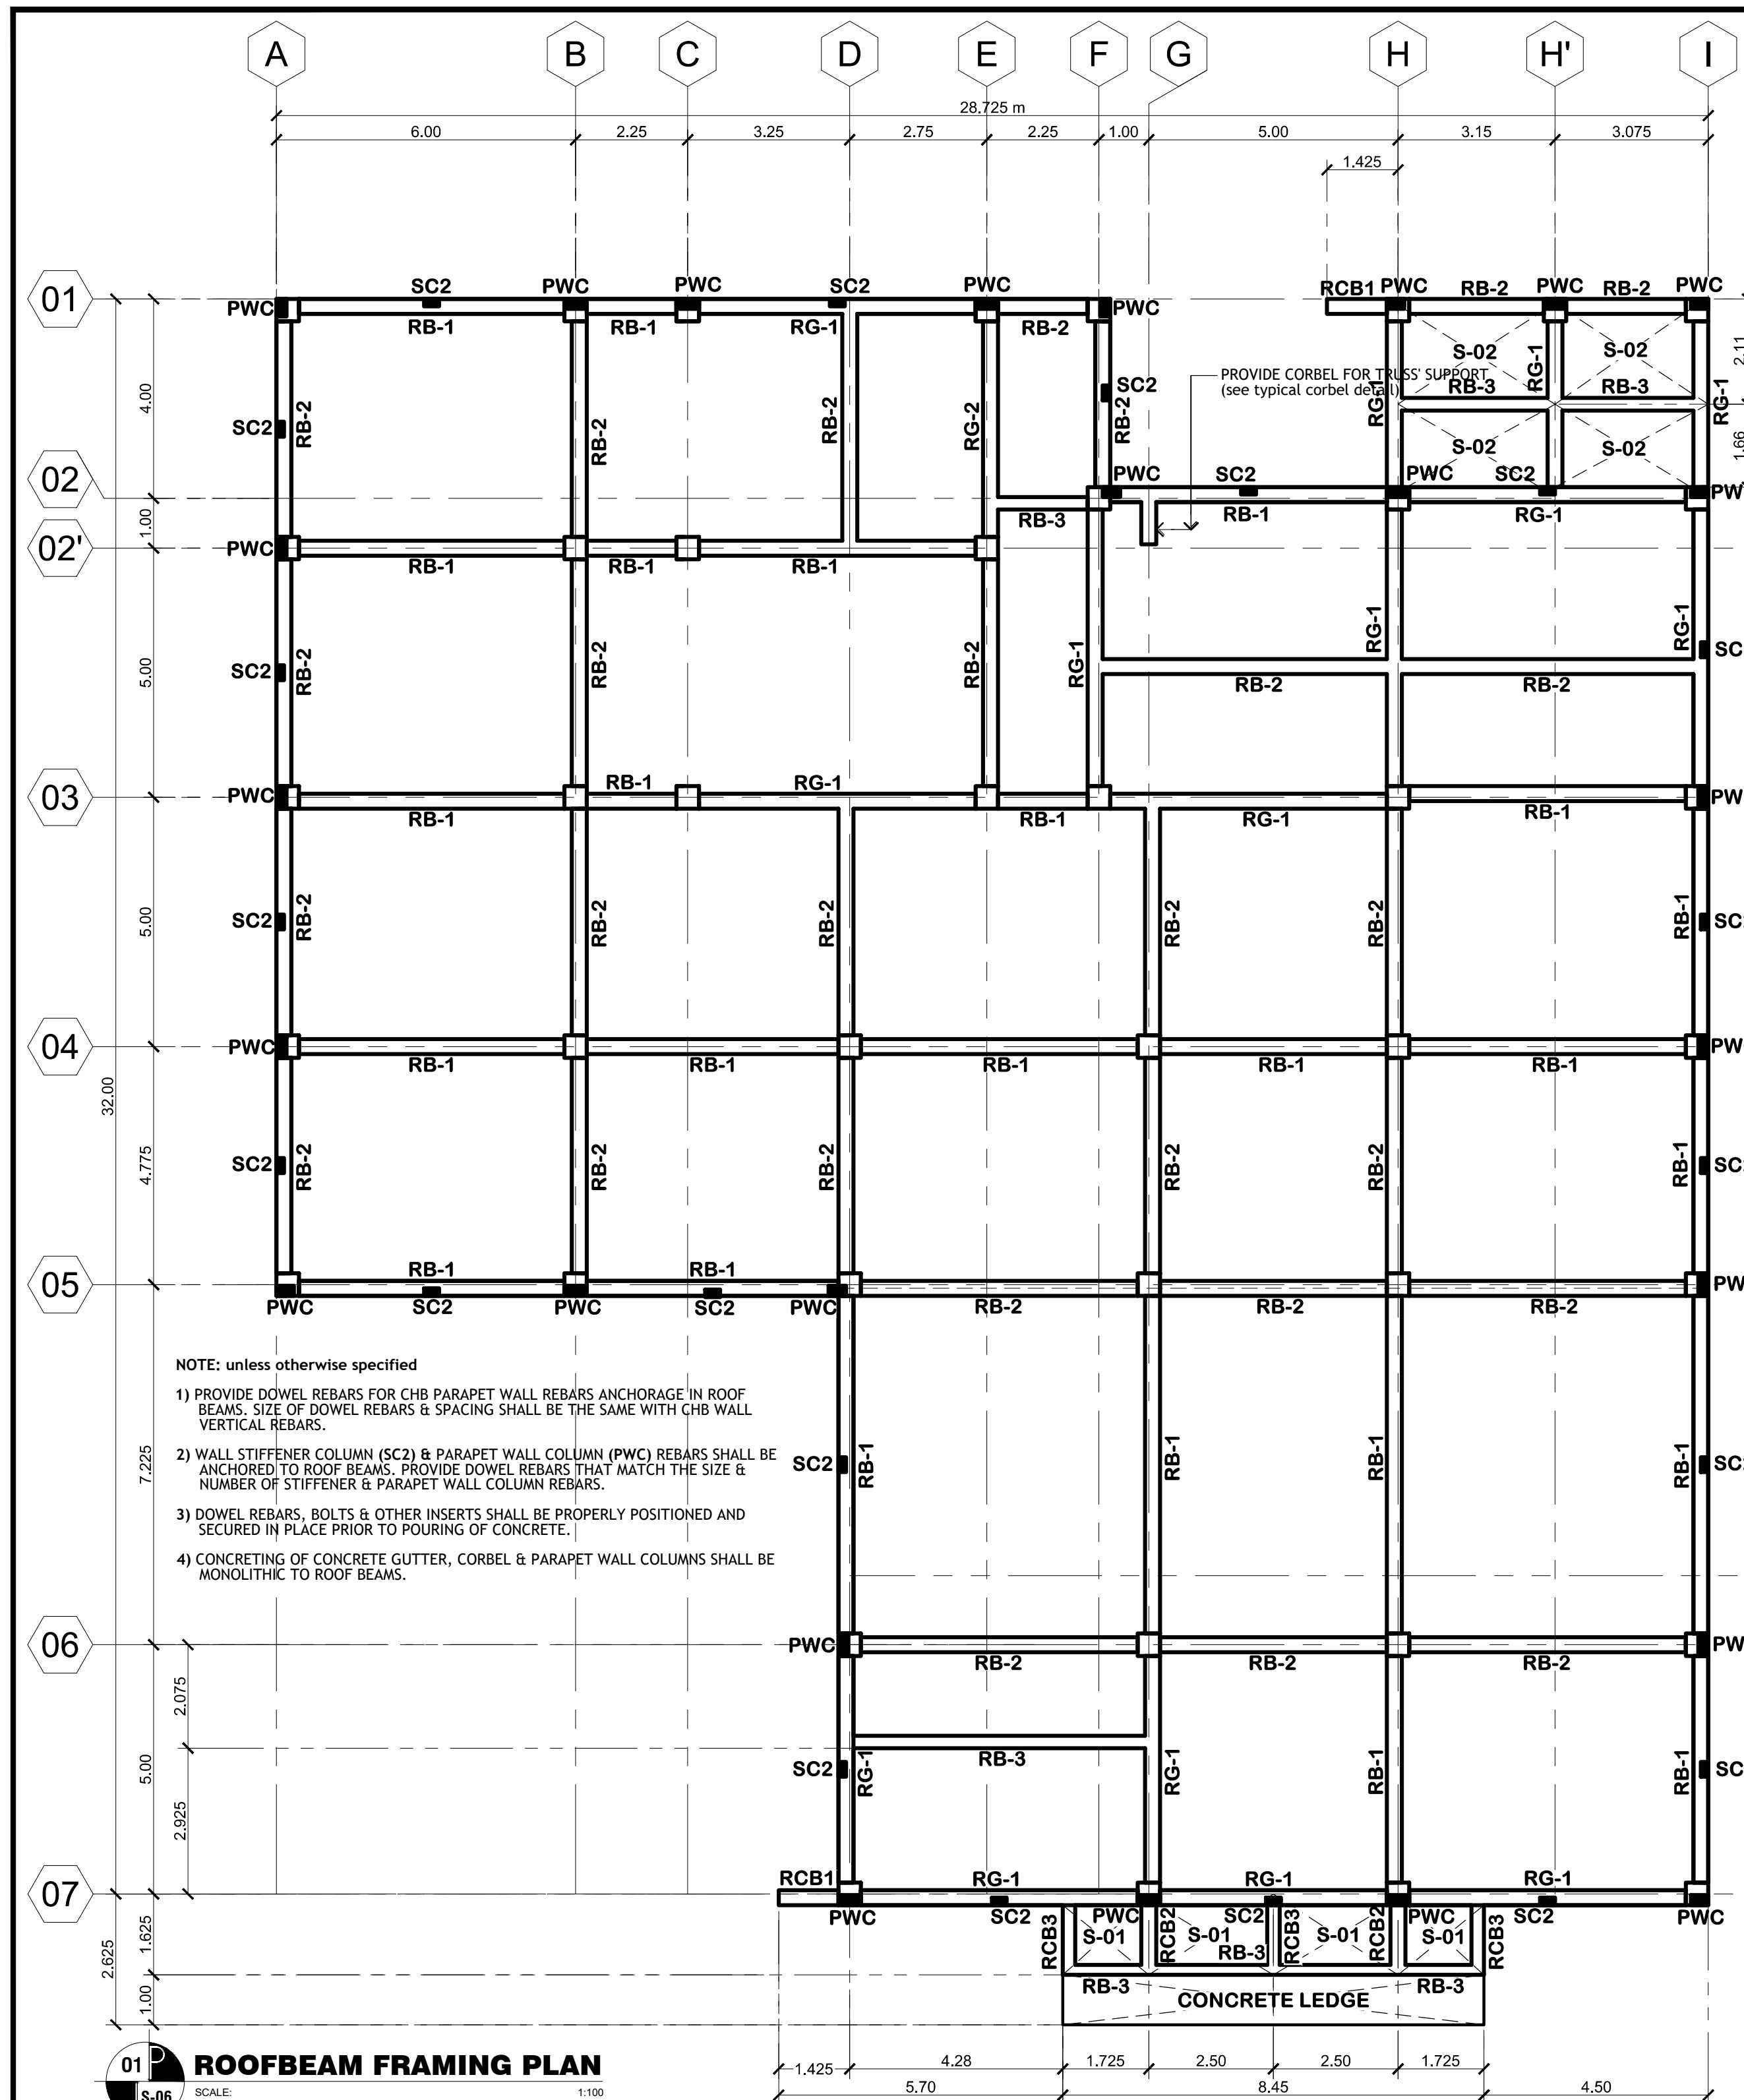 A B C D E F G H H' I
28.725 m
6.00 2.25 3.25 2.75 2.25 1.00 5.00 3.15 3.075
1.425
01
SC2 PWC PWC SC2 PWC RCB1 PWC RB-2 PWC RB-2 PWC
PWC RB-1 RB-1 RG-1 RB-2 PWC
4.00
S-02 RG-1 S-02 2.11
PROVIDE CORBEL FOR TRUSS' SUPPORT
(see typical corbel detail)
RB-3 RB-3
SC2 RB-2 RB-2 RB-2 RG-2 RB-2 SC2 RG-1 RG-1
S-02 S-02 1.66
02
PWC SC2 PWC SC2
RB-3 RB-1 RG-1
1.00
02'
PWC RB-1 RB-1 RB-1
5.00
SC2 RB-2 RB-2 RB-2 RG-1 RG-1 RG-1
RB-2 RB-2
03
PWC RB-1 RG-1
RB-1 RB-1 RG-1 RB-1
5.00
SC2 RB-2 RB-2 RB-2 RB-2 RB-2 RB-1
04
PWC RB-1 RB-1 RB-1 RB-1 RB-1
32.00
4.775
SC2 RB-2 RB-2 RB-2 RB-2 RB-2 RB-1
05
RB-1 RB-1
PWC SC2 PWC SC2 PWC RB-2 RB-2 RB-2
NOTE: unless otherwise specified
1) PROVIDE DOWEL REBARS FOR CHB PARAPET WALL REBARS ANCHORAGE IN ROOF
BEAMS. SIZE OF DOWEL REBARS & SPACING SHALL BE THE SAME WITH CHB WALL
VERTICAL REBARS.
2) WALL STIFFENER COLUMN (SC2) & PARAPET WALL COLUMN (PWC) REBARS SHALL BE
ANCHORED TO ROOF BEAMS. PROVIDE DOWEL REBARS THAT MATCH THE SIZE &
NUMBER OF STIFFENER & PARAPET WALL COLUMN REBARS.
3) DOWEL REBARS, BOLTS & OTHER INSERTS SHALL BE PROPERLY POSITIONED AND
SECURED IN PLACE PRIOR TO POURING OF CONCRETE.
4) CONCRETING OF CONCRETE GUTTER, CORBEL & PARAPET WALL COLUMNS SHALL BE
MONOLITHIC TO ROOF BEAMS.
7.225
SC2 RB-1 RB-1 RB-1 RB-1
06
PWC RB-2 RB-2 RB-2
2.075
RB-3
5.00
SC2 RG-1 RG-1 RB-1 RB-1
2.925
07
RCB1 RG-1 RG-1 RG-1
PWC SC2 PWC SC2 PWC SC2 PWC
RCB3 S-01 RCB2 S-01 RCB3 S-01 RCB2 S-01 RCB3
RB-3
2.625 1.625
RB-3 RB-3
1.00
CONCRETE LEDGE
01 P
S-06
ROOFBEAM FRAMING PLAN
SCALE: 1:100
1.425 4.28 1.725 2.50 2.50 1.725
5.70 8.45 4.50